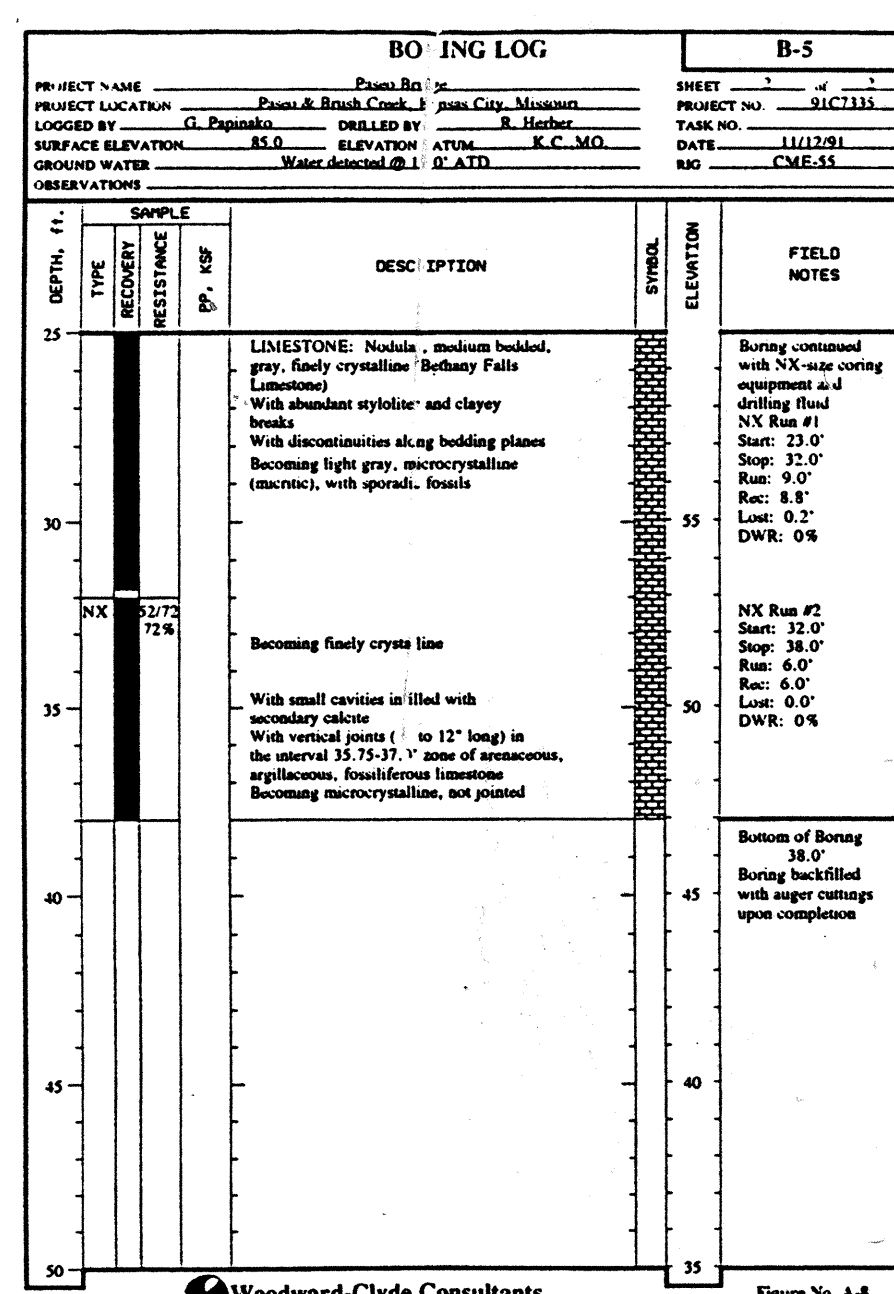 BO ING LOG
B-5
PROJECT NAME Paseo
PROJECT LOCATION Paseo & Brush Creek, Kansas City, Missouri
LOGGED BY G. Papinako DRILLED BY R. Herber
SURFACE ELEVATION 85.0 ELEVATION ATUM K.C. MO.
GROUND WATER Water detected @ 0' ATD
OBSERVATIONS
SHEET 2 of 2
PROJECT NO. 91C7335
TASK NO.
DATE 11/12/91
RIG CME-55
DEPTH, ft.
SAMPLE
TYPE
RECOVERY
RESISTANCE
PP, KSF
DESC IPTION
SYMBOL
ELEVATION
FIELD
NOTES
25
LIMESTONE: Nodula , medium bedded,
gray, finely crystalline (Bethany Falls
Limestone)
With abundant stylolites and clayey
breaks
With discontinuities along bedding planes
Becoming light gray, microcrystalline
(micritic), with sporadic fossils
Boring continued
with NX-size coring
equipment and
drilling fluid
NX Run #1
Start: 23.0'
Stop: 32.0'
Run: 9.0'
Rec: 8.8'
Lost: 0.2'
DWR: 0%
30
55
NX
52/72
72%
Becoming finely crysta line
With small cavities in illed with
secondary calcite
With vertical joints ( to 12" long) in
the interval 35.75-37. zone of arenaceous,
argillaceous, fossiliferous limestone
Becoming microcrystalline, not jointed
NX Run #2
Start: 32.0'
Stop: 38.0'
Run: 6.0'
Rec: 6.0'
Lost: 0.0'
DWR: 0%
35
50
Bottom of Boring
38.0'
Boring backfilled
with auger cuttings
upon completion
40
45
45
40
50
35
Woodward-Clyde Consultants
Figure No. A-8